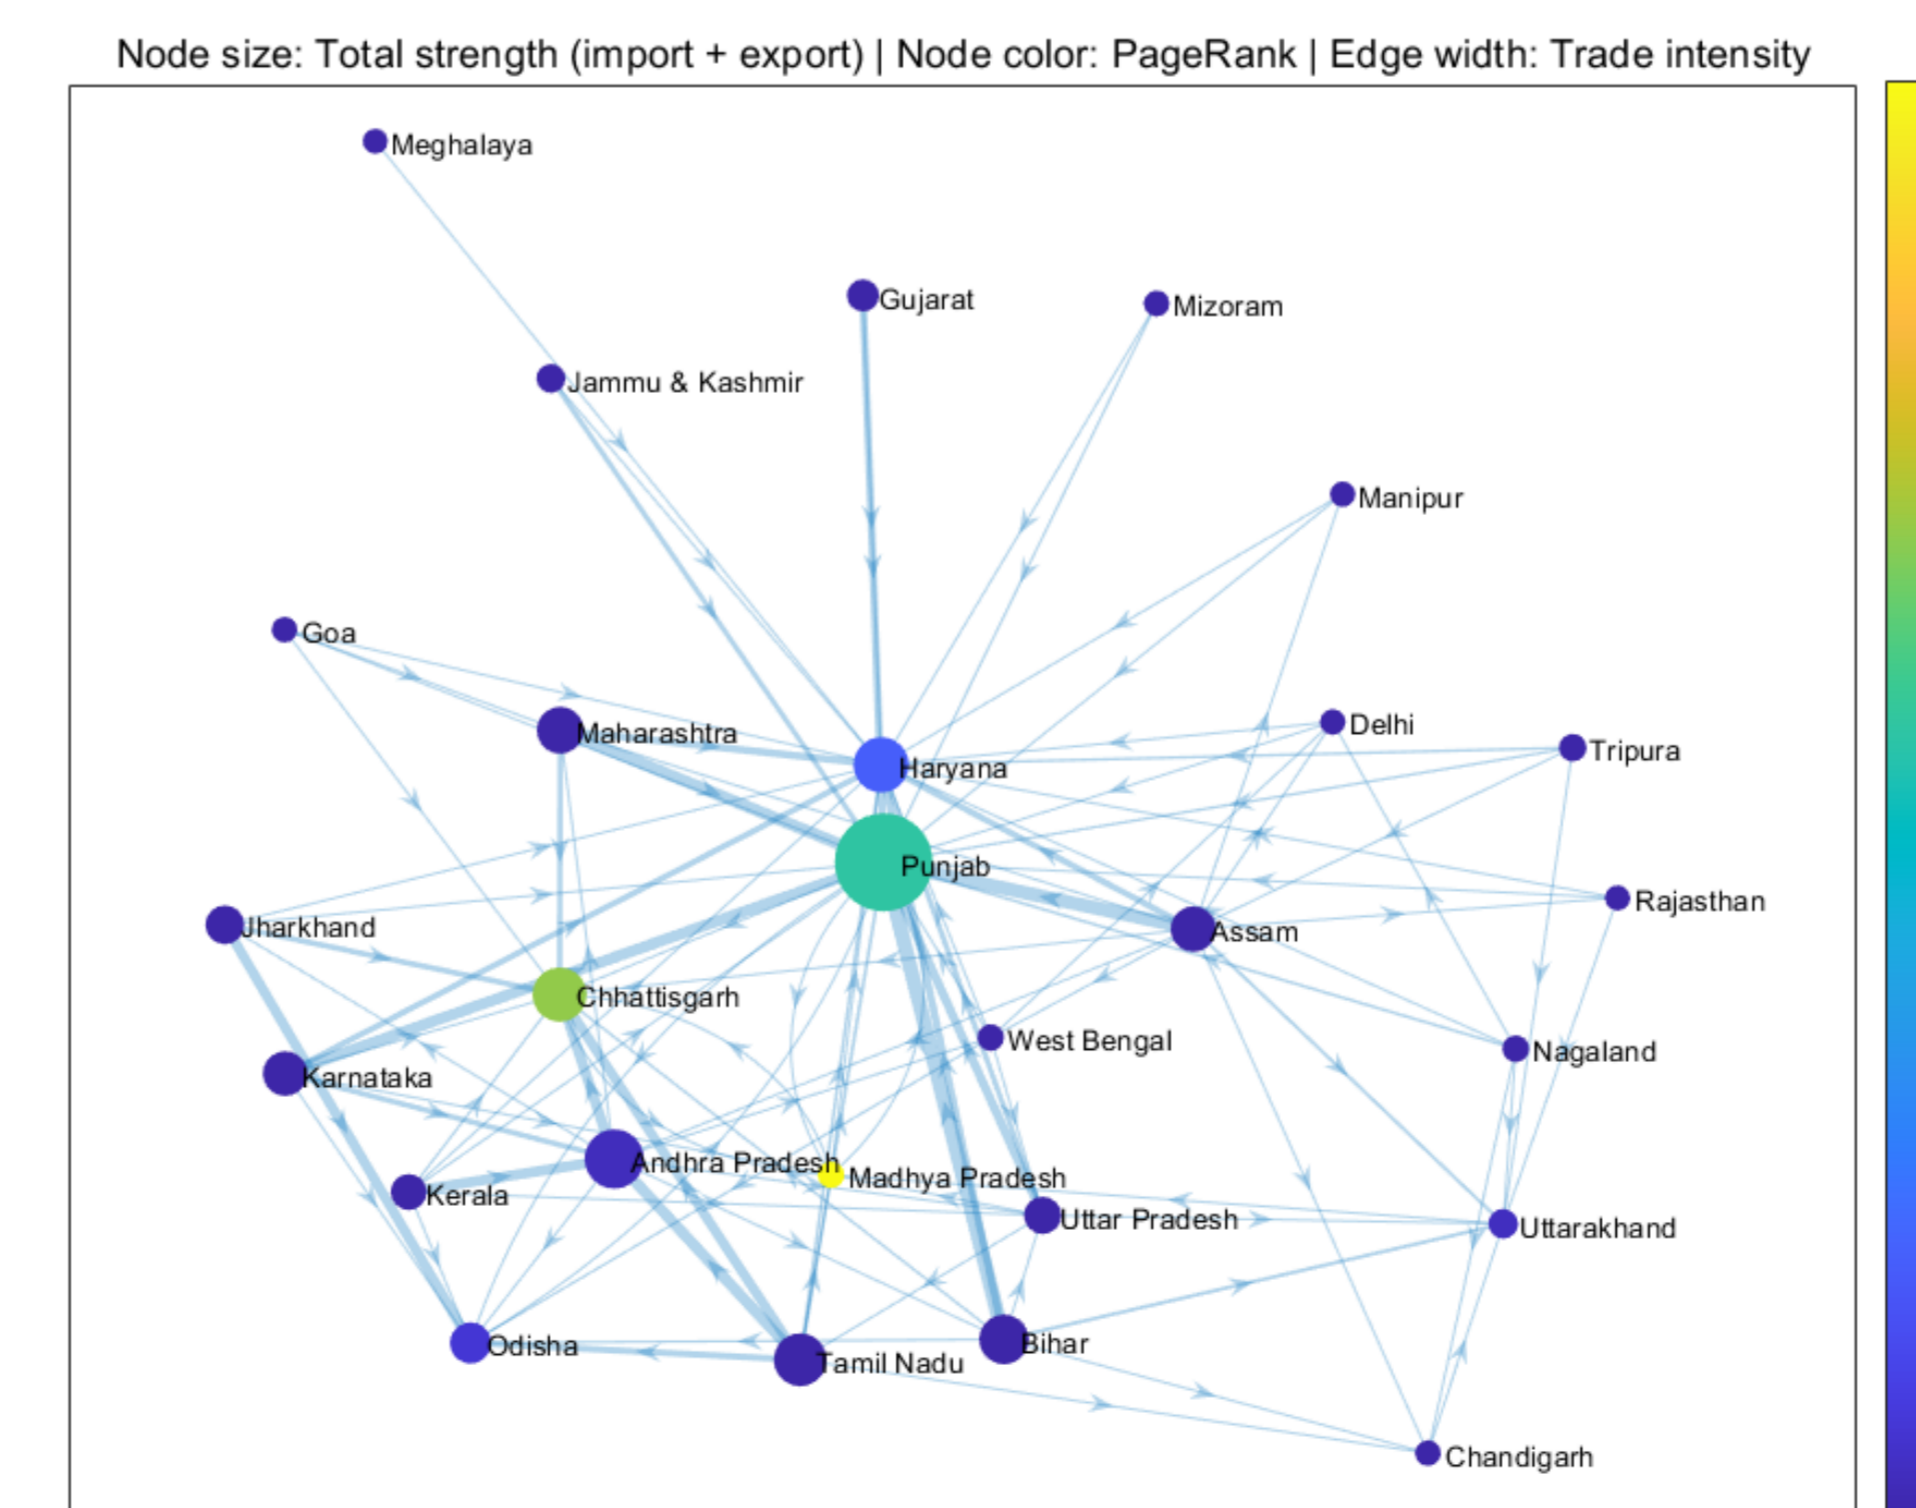 Node size: Total strength (import + export) | Node color: PageRank | Edge width: Trade intensity
Meghalaya
Gujarat
Mizoram
Jammu & Kashmir
Manipur
Goa
Maharashtra
Delhi
Tripura
Haryana
Punjab
Rajasthan
Jharkhand
Assam
Chhattisgarh
West Bengal
Nagaland
Karnataka
Andhra Pradesh
Madhya Pradesh
Kerala
Uttar Pradesh
Uttarakhand
Odisha
Tamil Nadu
Bihar
Chandigarh